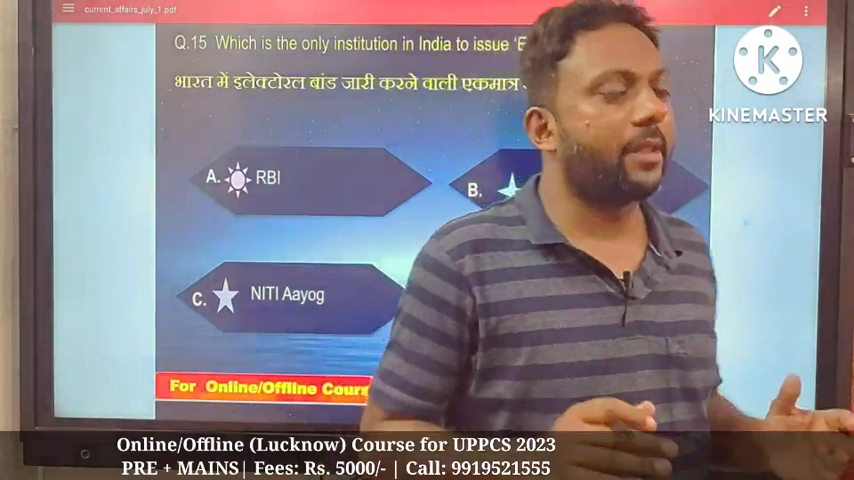 current_affairs_july_1.pdf
Q.15 Which is the only institution in India to issue ‘E
भारत में इलेक्टोरल बांड जारी करने वाली एकमात्र
KINEMASTER
A. RBI
B.
C. NITI Aayog
For Online/Offline Cours
Online/Offline (Lucknow) Course for UPPCS 2023
PRE + MAINS| Fees: Rs. 5000/- | Call: 9919521555